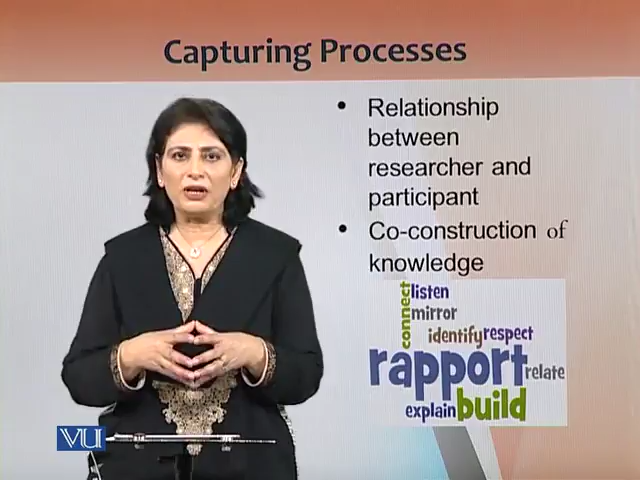 Capturing Processes
• Relationship
between
researcher and
participant
• Co-construction of
knowledge
connect
listen
mirror
identify respect
rapport relate
explain build
VU